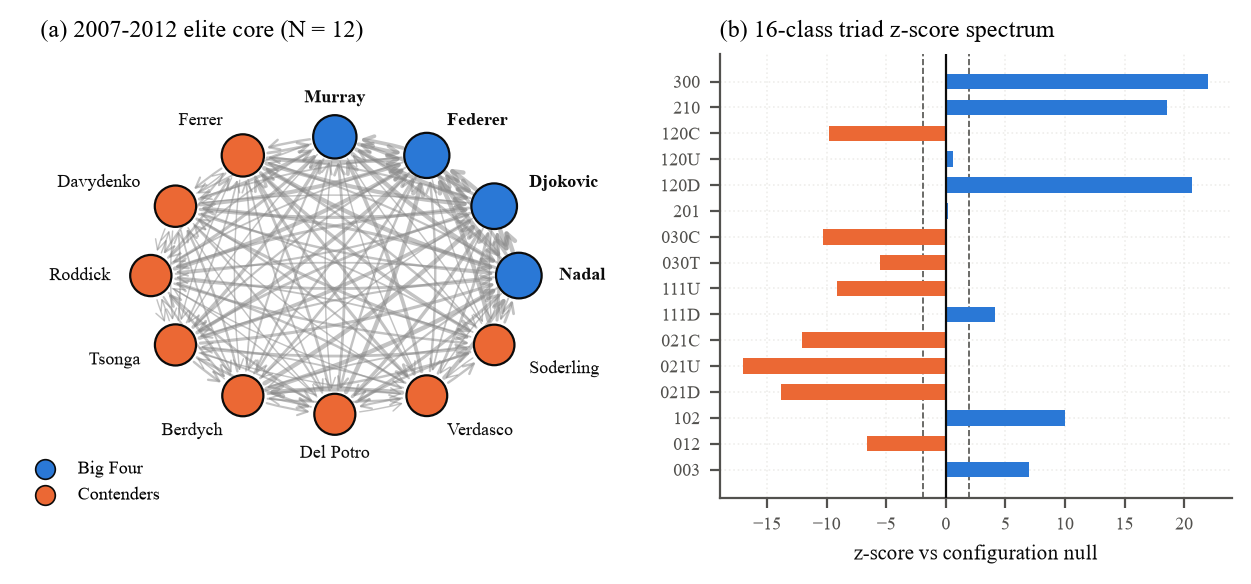 (a) 2007-2012 elite core (N = 12)
Murray
Ferrer
Federer
Davydenko
Djokovic
Roddick
Nadal
Tsonga
Soderling
Berdych
Verdasco
Del Potro
Big Four
Contenders
(b) 16-class triad z-score spectrum
300
210
120C
120U
120D
201
030C
030T
111U
111D
021C
021U
021D
102
012
003
−15 −10 −5 0 5 10 15 20
z-score vs configuration null